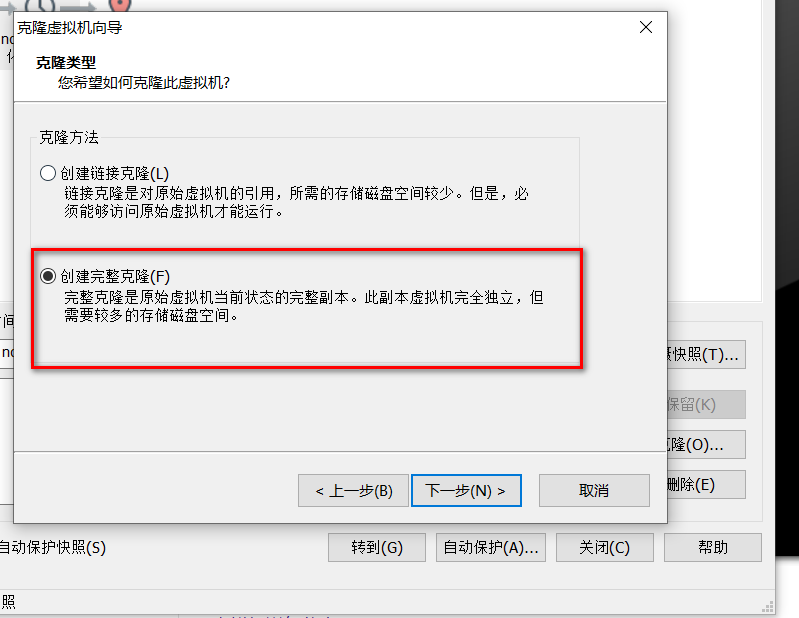 克隆虚拟机向导
克隆类型
您希望如何克隆此虚拟机?
克隆方法
创建链接克隆(L)
链接克隆是对原始虚拟机的引用，所需的存储磁盘空间较少。但是，必
须能够访问原始虚拟机才能运行。
创建完整克隆(F)
完整克隆是原始虚拟机当前状态的完整副本。此副本虚拟机完全独立，但
需要较多的存储磁盘空间。
快照(T)...
保留(K)
隆(O)...
删除(E)
< 上一步(B)
下一步(N) >
取消
自动保护快照(S)
转到(G)
自动保护(A)...
关闭(C)
帮助
照